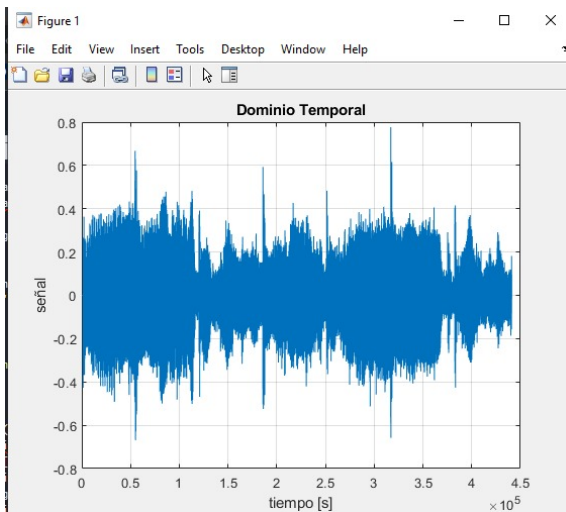 Figure 1
File Edit View Insert Tools Desktop Window Help
Dominio Temporal
0.8
0.6
0.4
0.2
0
-0.2
-0.4
-0.6
-0.8
señal
0 0.5 1 1.5 2 2.5 3 3.5 4 4.5
tiempo [s]
×10⁵